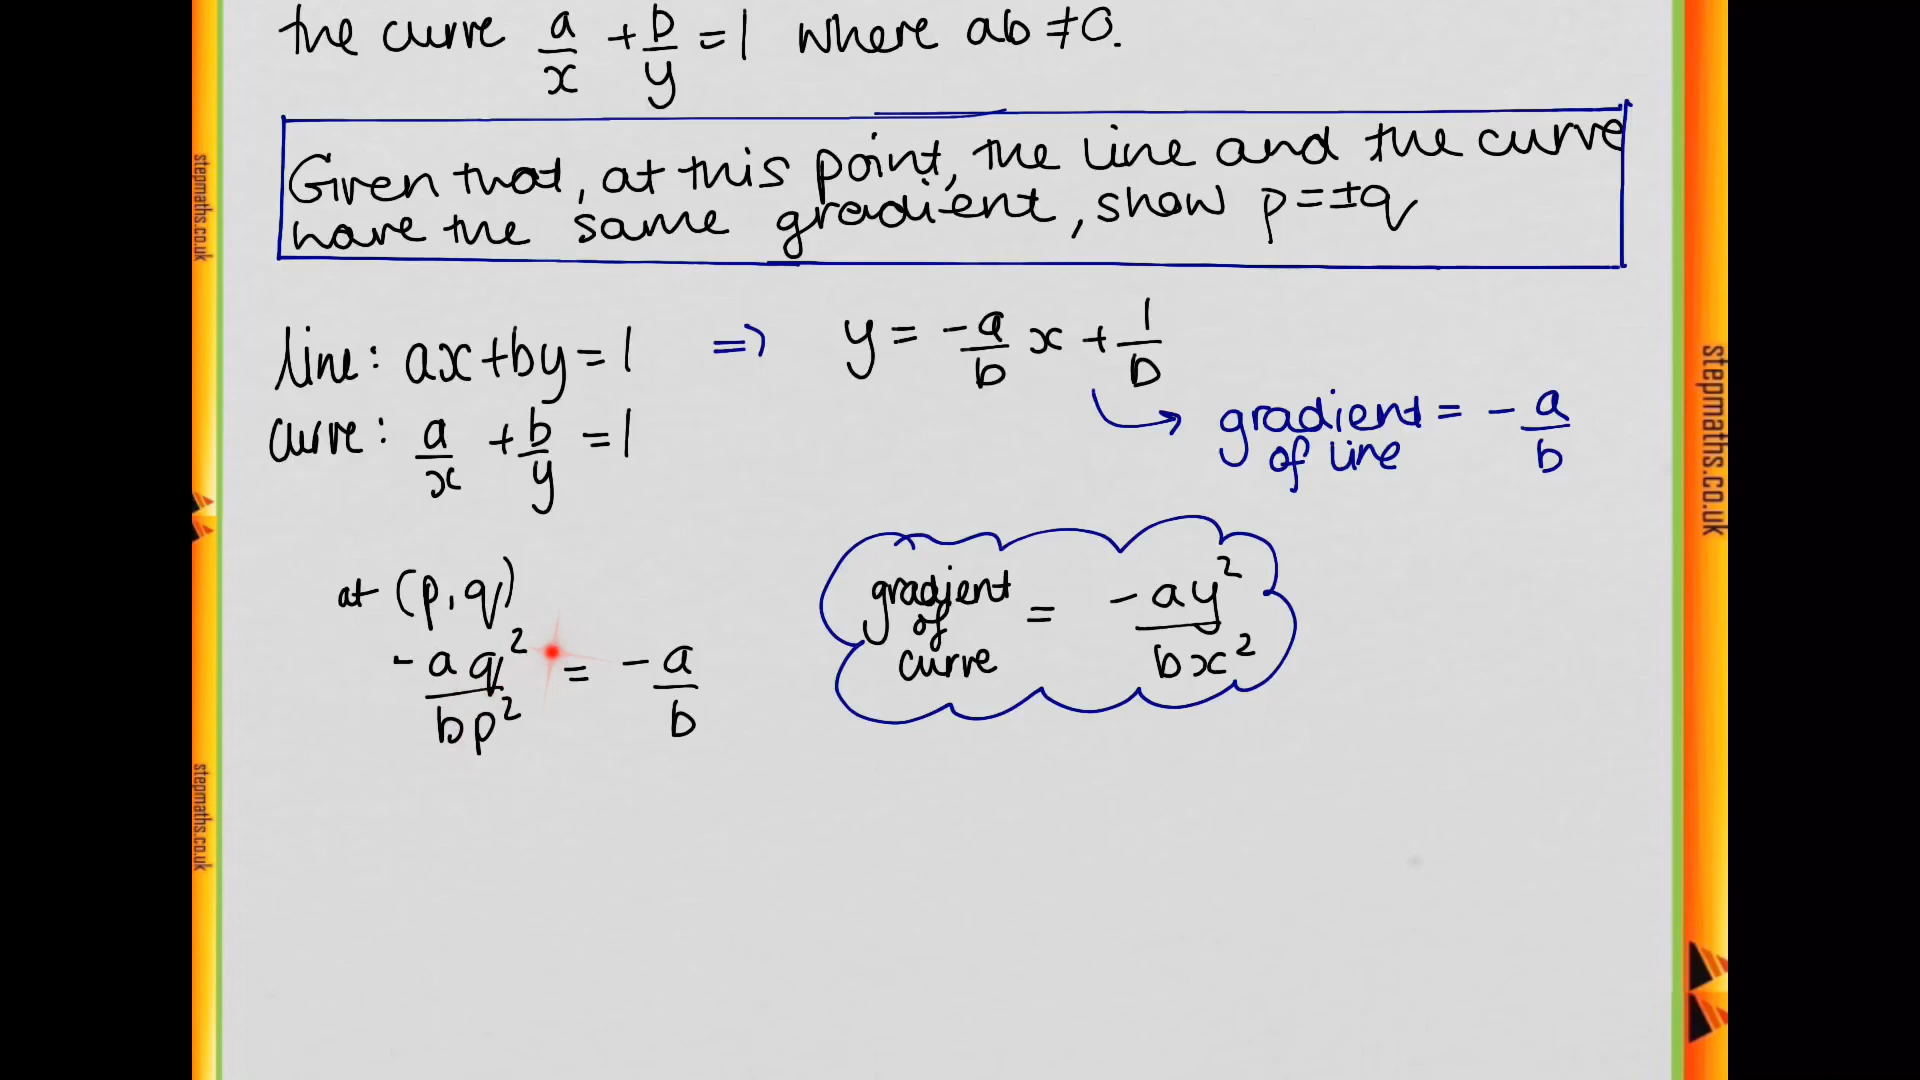 the curve a/x + b/y = 1 where ab ≠ 0.
Given that, at this point, the line and the curve
have the same gradient, show p = ±q
line: ax+by=1 => y = -a/b x + 1/b
gradient of line = -a/b
curve: a/x + b/y = 1
at (p,q)
-aq²/bp² = -a/b
gradient of curve = -ay²/bx²
stepmaths.co.uk
stepmaths.co.uk
stepmaths.co.uk